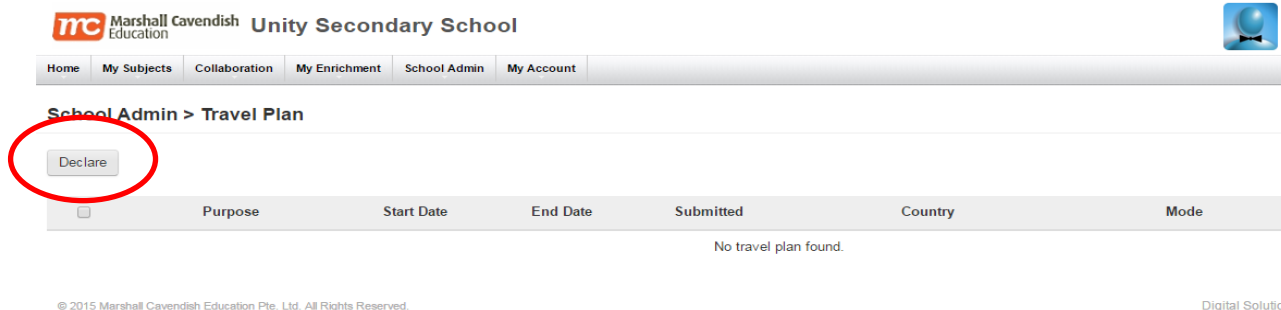 mc Marshall Cavendish Education Unity Secondary School
Home My Subjects Collaboration My Enrichment School Admin My Account
School Admin > Travel Plan
Declare
Purpose Start Date End Date Submitted Country Mode
No travel plan found.
© 2015 Marshall Cavendish Education Pte. Ltd. All Rights Reserved. Digital